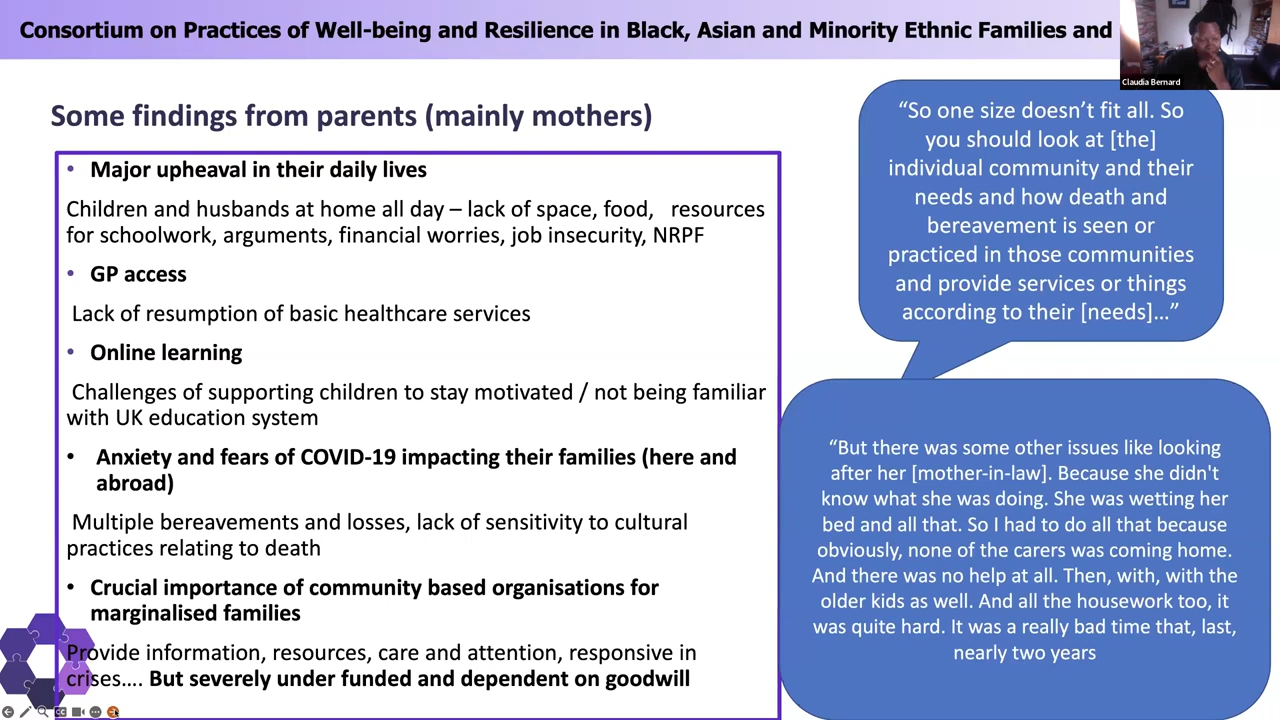 Consortium on Practices of Well-being and Resilience in Black, Asian and Minority Ethnic Families and
Claudia Bernard
Some findings from parents (mainly mothers)
• Major upheaval in their daily lives
Children and husbands at home all day – lack of space, food, resources
for schoolwork, arguments, financial worries, job insecurity, NRPF
• GP access
Lack of resumption of basic healthcare services
• Online learning
Challenges of supporting children to stay motivated / not being familiar
with UK education system
• Anxiety and fears of COVID-19 impacting their families (here and
abroad)
Multiple bereavements and losses, lack of sensitivity to cultural
practices relating to death
• Crucial importance of community based organisations for
marginalised families
Provide information, resources, care and attention, responsive in
crises…. But severely under funded and dependent on goodwill
“So one size doesn’t fit all. So
you should look at [the]
individual community and their
needs and how death and
bereavement is seen or
practiced in those communities
and provide services or things
according to their [needs]…”
“But there was some other issues like looking
after her [mother-in-law]. Because she didn't
know what she was doing. She was wetting her
bed and all that. So I had to do all that because
obviously, none of the carers was coming home.
And there was no help at all. Then, with, with the
older kids as well. And all the housework too, it
was quite hard. It was a really bad time that, last,
nearly two years